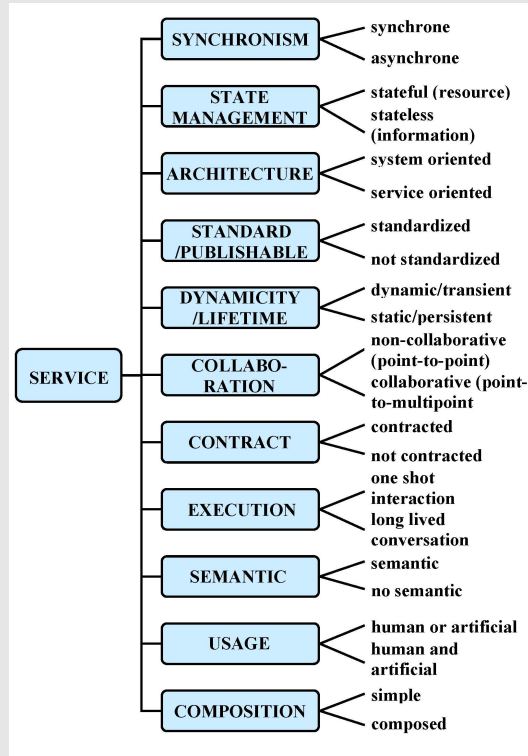 SYNCHRONISM
synchrone
asynchrone
STATE
MANAGEMENT
stateful (resource)
stateless
(information)
ARCHITECTURE
system oriented
service oriented
STANDARD
/PUBLISHABLE
standardized
not standardized
DYNAMICITY
/LIFETIME
dynamic/transient
static/persistent
SERVICE
COLLABO-
RATION
non-collaborative
(point-to-point)
collaborative (point-
to-multipoint
CONTRACT
contracted
not contracted
EXECUTION
one shot
interaction
long lived
conversation
SEMANTIC
semantic
no semantic
USAGE
human or artificial
human and
artificial
COMPOSITION
simple
composed